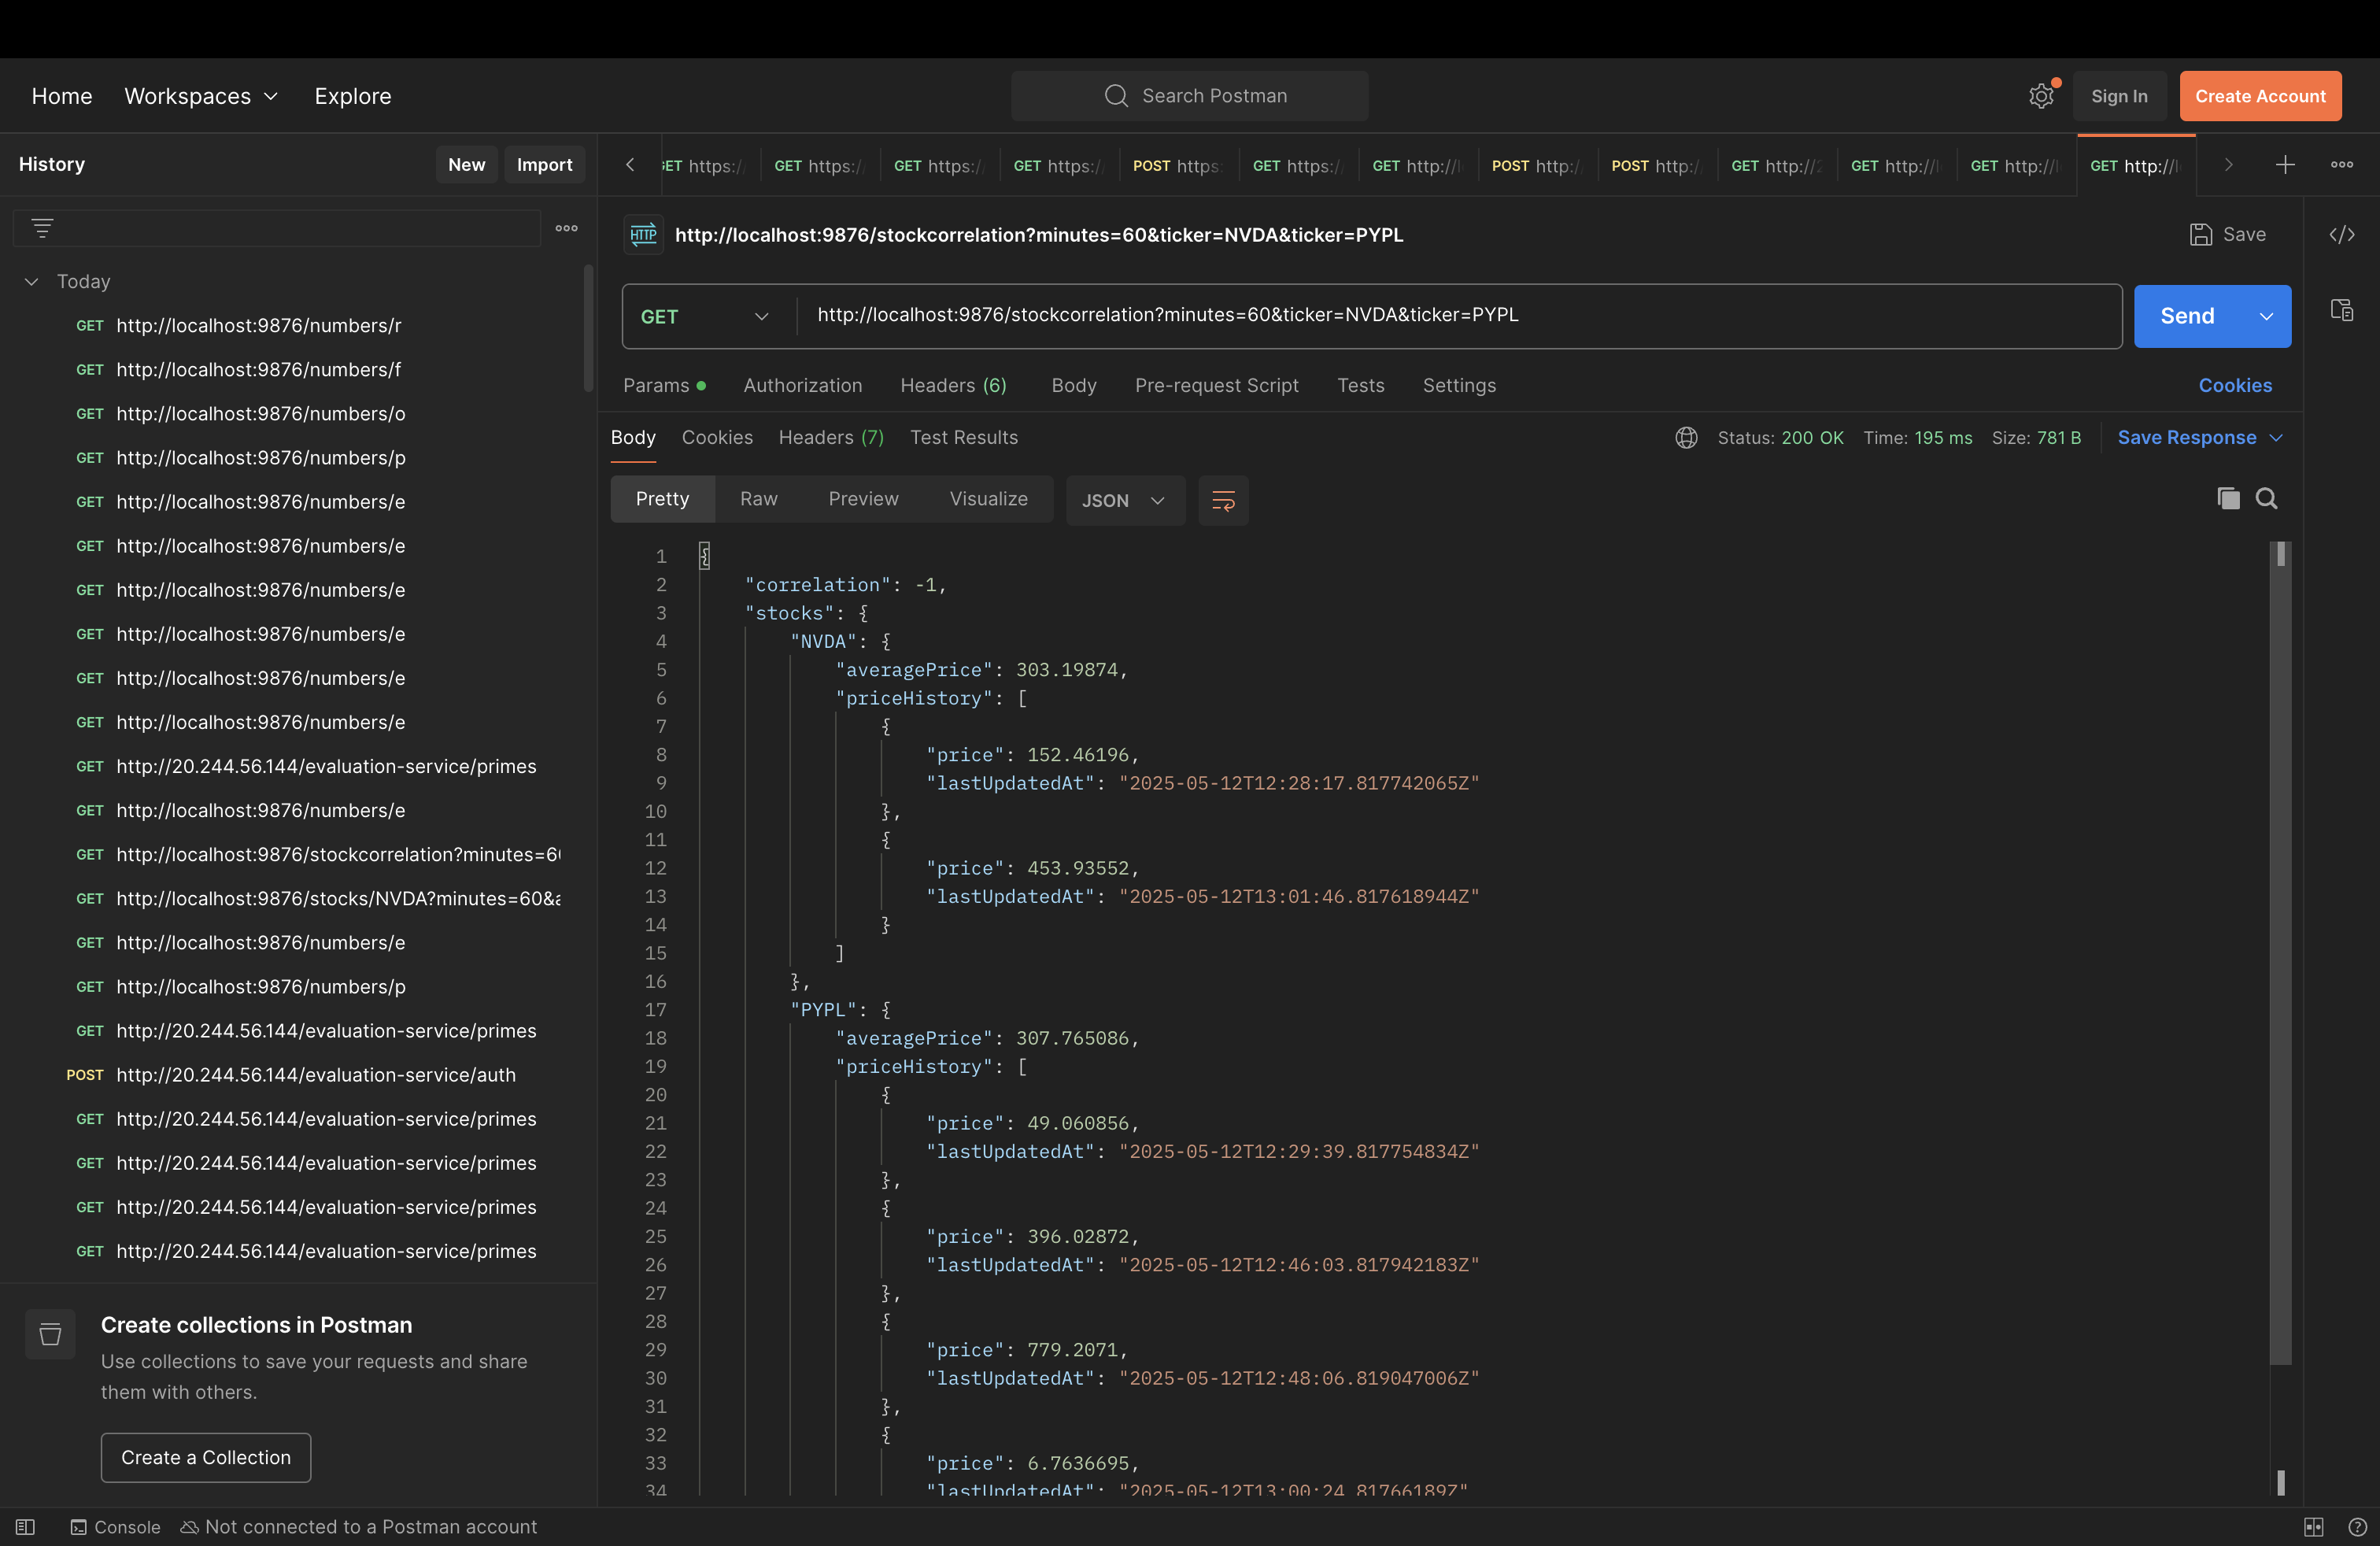 Home Workspaces Explore Search Postman Sign In Create Account
History New Import
GET https:/ GET https:/ GET https:/ POST https: GET https:/ GET http://l POST http:/ POST http:/ GET http://2 GET http://l GET http://l GET http://l
HTTP http://localhost:9876/stockcorrelation?minutes=60&ticker=NVDA&ticker=PYPL Save
GET http://localhost:9876/stockcorrelation?minutes=60&ticker=NVDA&ticker=PYPL Send
Params Authorization Headers (6) Body Pre-request Script Tests Settings Cookies
Body Cookies Headers (7) Test Results Status: 200 OK Time: 195 ms Size: 781 B Save Response
Pretty Raw Preview Visualize JSON
Today
GET http://localhost:9876/numbers/r
GET http://localhost:9876/numbers/f
GET http://localhost:9876/numbers/o
GET http://localhost:9876/numbers/p
GET http://localhost:9876/numbers/e
GET http://localhost:9876/numbers/e
GET http://localhost:9876/numbers/e
GET http://localhost:9876/numbers/e
GET http://localhost:9876/numbers/e
GET http://localhost:9876/numbers/e
GET http://20.244.56.144/evaluation-service/primes
GET http://localhost:9876/numbers/e
GET http://localhost:9876/stockcorrelation?minutes=6
GET http://localhost:9876/stocks/NVDA?minutes=60&a
GET http://localhost:9876/numbers/e
GET http://localhost:9876/numbers/p
GET http://20.244.56.144/evaluation-service/primes
POST http://20.244.56.144/evaluation-service/auth
GET http://20.244.56.144/evaluation-service/primes
GET http://20.244.56.144/evaluation-service/primes
GET http://20.244.56.144/evaluation-service/primes
GET http://20.244.56.144/evaluation-service/primes
Create collections in Postman
Use collections to save your requests and share
them with others.
Create a Collection
1 {
2 "correlation": -1,
3 "stocks": {
4 "NVDA": {
5 "averagePrice": 303.19874,
6 "priceHistory": [
7 {
8 "price": 152.46196,
9 "lastUpdatedAt": "2025-05-12T12:28:17.817742065Z"
10 },
11 {
12 "price": 453.93552,
13 "lastUpdatedAt": "2025-05-12T13:01:46.817618944Z"
14 }
15 ]
16 },
17 "PYPL": {
18 "averagePrice": 307.765086,
19 "priceHistory": [
20 {
21 "price": 49.060856,
22 "lastUpdatedAt": "2025-05-12T12:29:39.817754834Z"
23 },
24 {
25 "price": 396.02872,
26 "lastUpdatedAt": "2025-05-12T12:46:03.817942183Z"
27 },
28 {
29 "price": 779.2071,
30 "lastUpdatedAt": "2025-05-12T12:48:06.819047006Z"
31 },
32 {
33 "price": 6.7636695,
34 "lastUpdatedAt": "2025-05-12T13:00:24.81766189Z"
Console Not connected to a Postman account